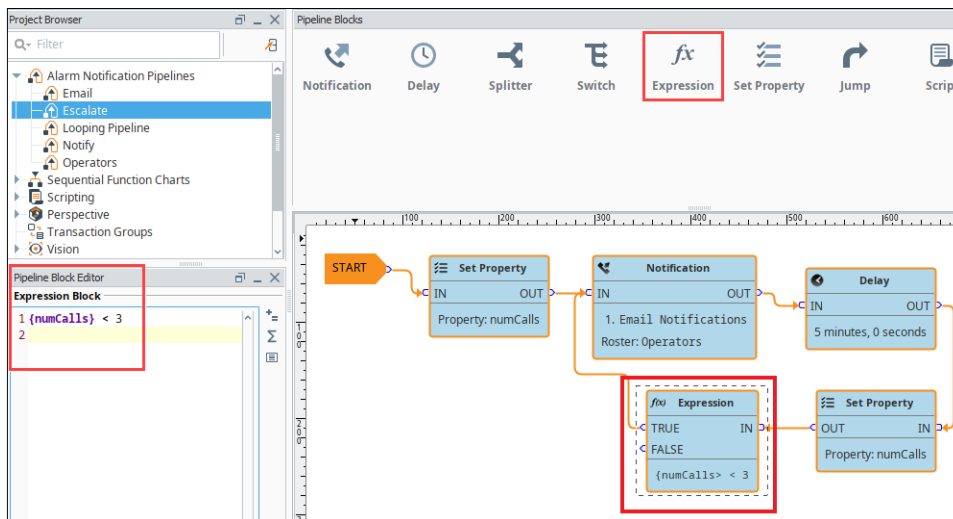 Project Browser
Filter
Alarm Notification Pipelines
Email
Escalate
Looping Pipeline
Notify
Operators
Sequential Function Charts
Scripting
Perspective
Transaction Groups
Vision
Pipeline Block Editor
Expression Block
1 {numCalls} < 3
2
Pipeline Blocks
Notification
Delay
Splitter
Switch
fx
Expression
Set Property
Jump
Scrip
100 200 300 400 500 600
100
200
START
Set Property
IN OUT
Property: numCalls
Notification
IN OUT
1. Email Notifications
Roster: Operators
Delay
IN OUT
5 minutes, 0 seconds
f(x) Expression
TRUE IN
FALSE
{numCalls> < 3
Set Property
OUT IN
Property: numCalls